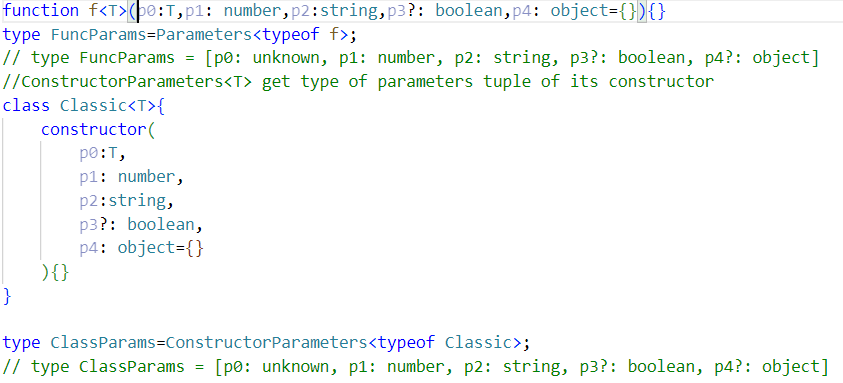 function f<T>(p0:T,p1: number,p2:string,p3?: boolean,p4: object={}){}
type FuncParams=Parameters<typeof f>;
// type FuncParams = [p0: unknown, p1: number, p2: string, p3?: boolean, p4?: object]
//ConstructorParameters<T> get type of parameters tuple of its constructor
class Classic<T>{
    constructor(
        p0:T,
        p1: number,
        p2:string,
        p3?: boolean,
        p4: object={}
    ){}
}
type ClassParams=ConstructorParameters<typeof Classic>;
// type ClassParams = [p0: unknown, p1: number, p2: string, p3?: boolean, p4?: object]